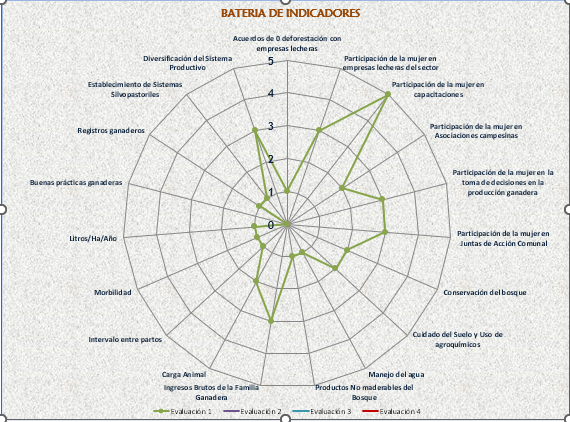 BATERIA DE INDICADORES
Acuerdos de 0 deforestación con
empresas lecheras
Diversificación del Sistema
Productivo
Participación de la mujer en
empresas lecheras del sector
Establecimiento de Sistemas
Silvopastoriles
Participación de la mujer en
capacitaciones
Registros ganaderos
Participación de la mujer en
Asociaciones campesinas
Buenas prácticas ganaderas
Participación de la mujer en la
toma de decisiones en la
producción ganadera
Litros/Ha/Año
Participación de la mujer en
Juntas de Acción Comunal
Morbilidad
Conservación del bosque
Intervalo entre partos
Cuidado del Suelo y Uso de
agroquímicos
Carga Animal
Manejo del agua
Ingresos Brutos de la Familia
Ganadera
Productos No maderables del
Bosque
5
4
3
2
1
0
Evaluación 1
Evaluación 2
Evaluación 3
Evaluación 4